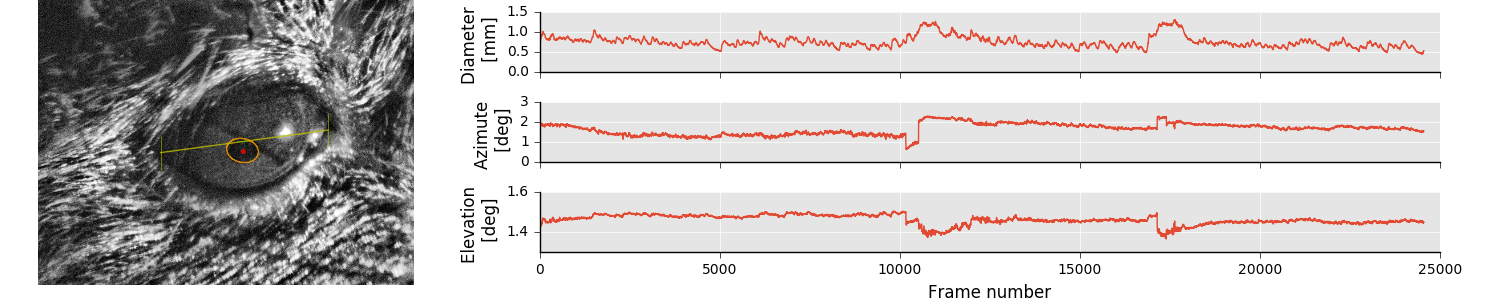 Diameter
[mm]
1.5
1.0
0.5
0.0
Azimute
[deg]
3
2
1
0
Elevation
[deg]
1.6
1.4
0
5000
10000
15000
20000
25000
Frame number